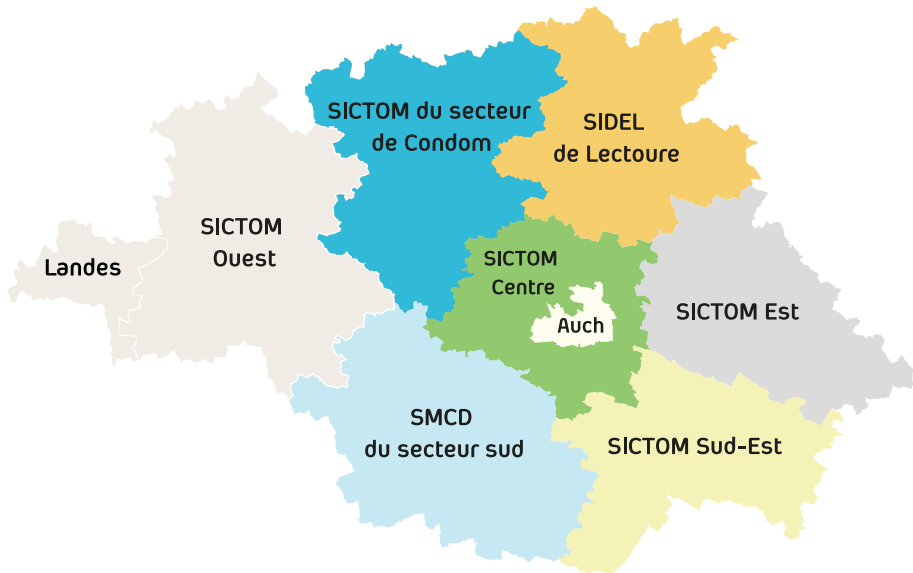 SICTOM du secteur
de Condom
SIDEL
de Lectoure
SICTOM
Ouest
Landes
SICTOM
Centre
Auch
SICTOM Est
SMCD
du secteur sud
SICTOM Sud-Est